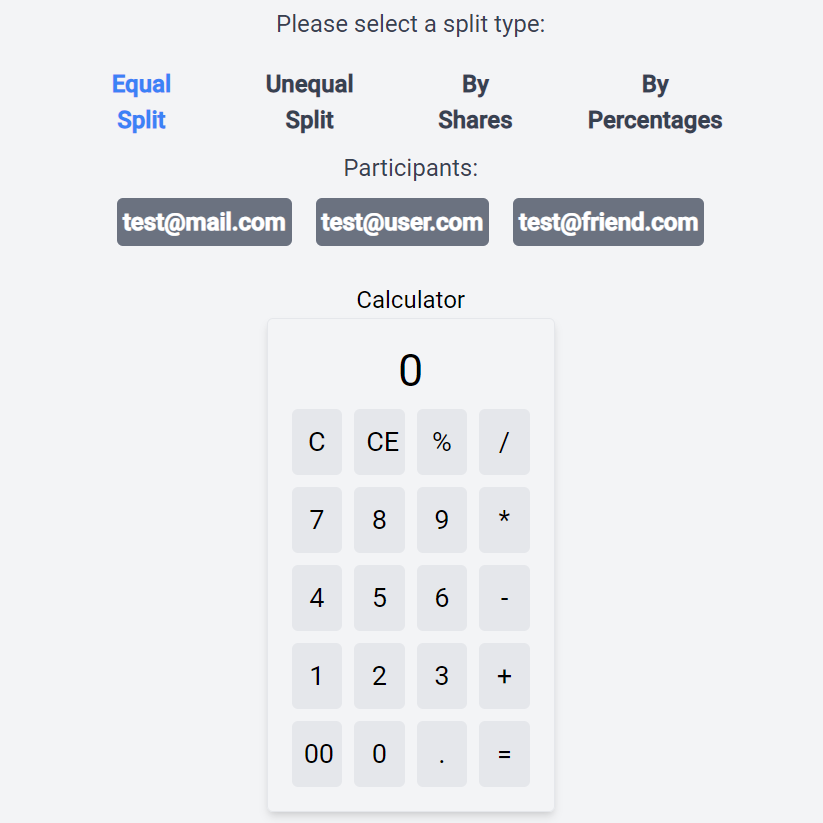 Please select a split type:
Equal Unequal By By
Split Split Shares Percentages
Participants:
test@mail.com test@user.com test@friend.com
Calculator
0
C CE % /
7 8 9 *
4 5 6 -
1 2 3 +
00 0 . =